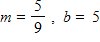 m = 5/9 , b = 5